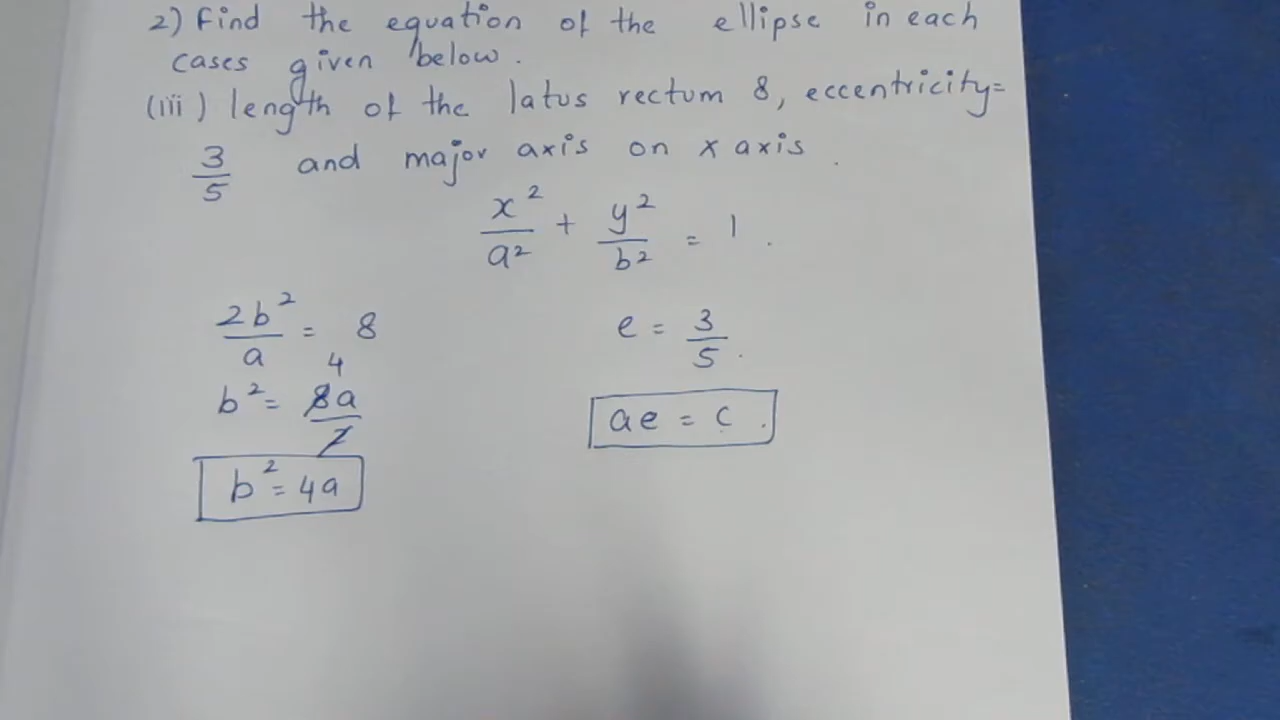 2) Find the equation of the ellipse in each
cases given below.
(iii) length of the latus rectum 8, eccentricity=
3/5 and major axis on x axis.
x²/a² + y²/b² = 1.
2b²/a = 8
e = 3/5.
4
b² = 8a/2
ae = c.
b² = 4a